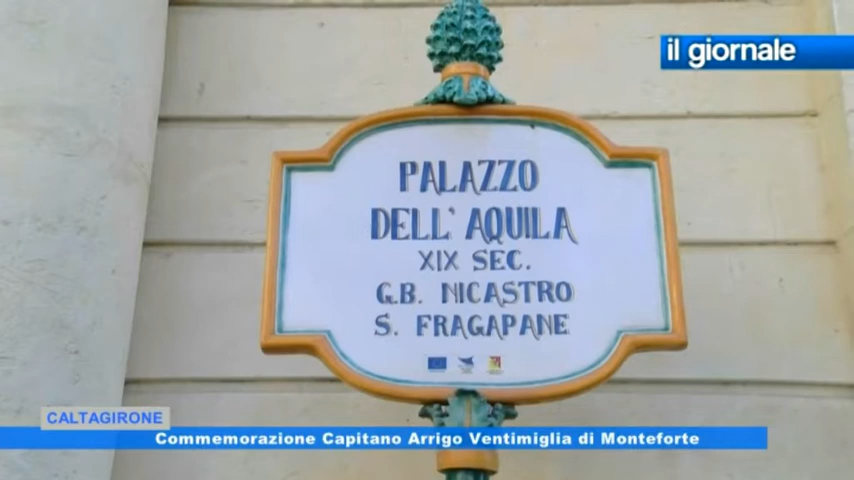 il giornale
PALAZZO
DELL'AQUILA
XIX SEC.
G.B. NICASTRO
S. FRAGAPANE
CALTAGIRONE
Commemorazione Capitano Arrigo Ventimiglia di Monteforte